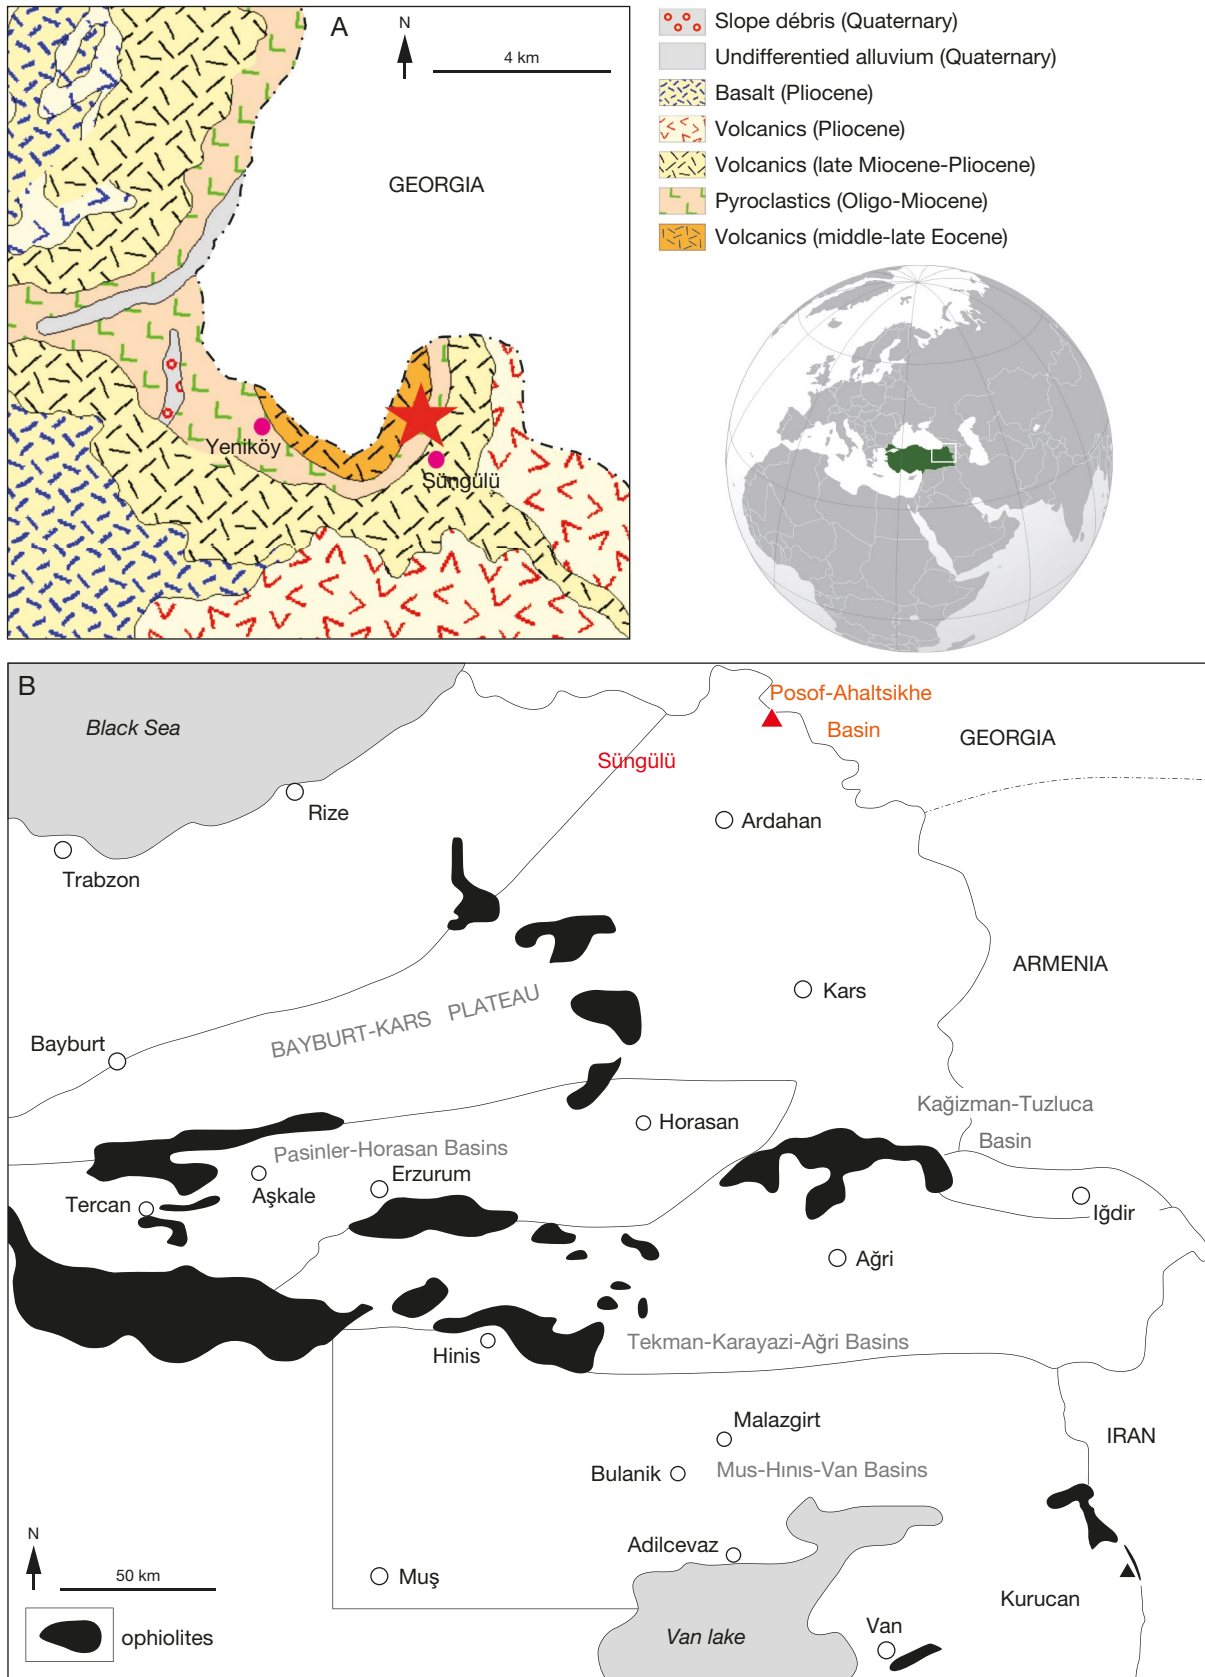 A
N
4 km
GEORGIA
Yeniköy
Süngülü
Slope débris (Quaternary)
Undifferentied alluvium (Quaternary)
Basalt (Pliocene)
Volcanics (Pliocene)
Volcanics (late Miocene-Pliocene)
Pyroclastics (Oligo-Miocene)
Volcanics (middle-late Eocene)
B
Black Sea
Posof-Ahaltsikhe
Basin
GEORGIA
Süngülü
Rize
Ardahan
Trabzon
ARMENIA
Kars
BAYBURT-KARS PLATEAU
Bayburt
Kağizman-Tuzluca
Basin
Horasan
Pasinler-Horasan Basins
Erzurum
Aşkale
Tercan
Iğdir
Ağri
Tekman-Karayazi-Ağri Basins
Hinis
Malazgirt
IRAN
Bulanik
Mus-Hınıs-Van Basins
N
Adilcevaz
50 km
Muş
Kurucan
Van
Van lake
ophiolites